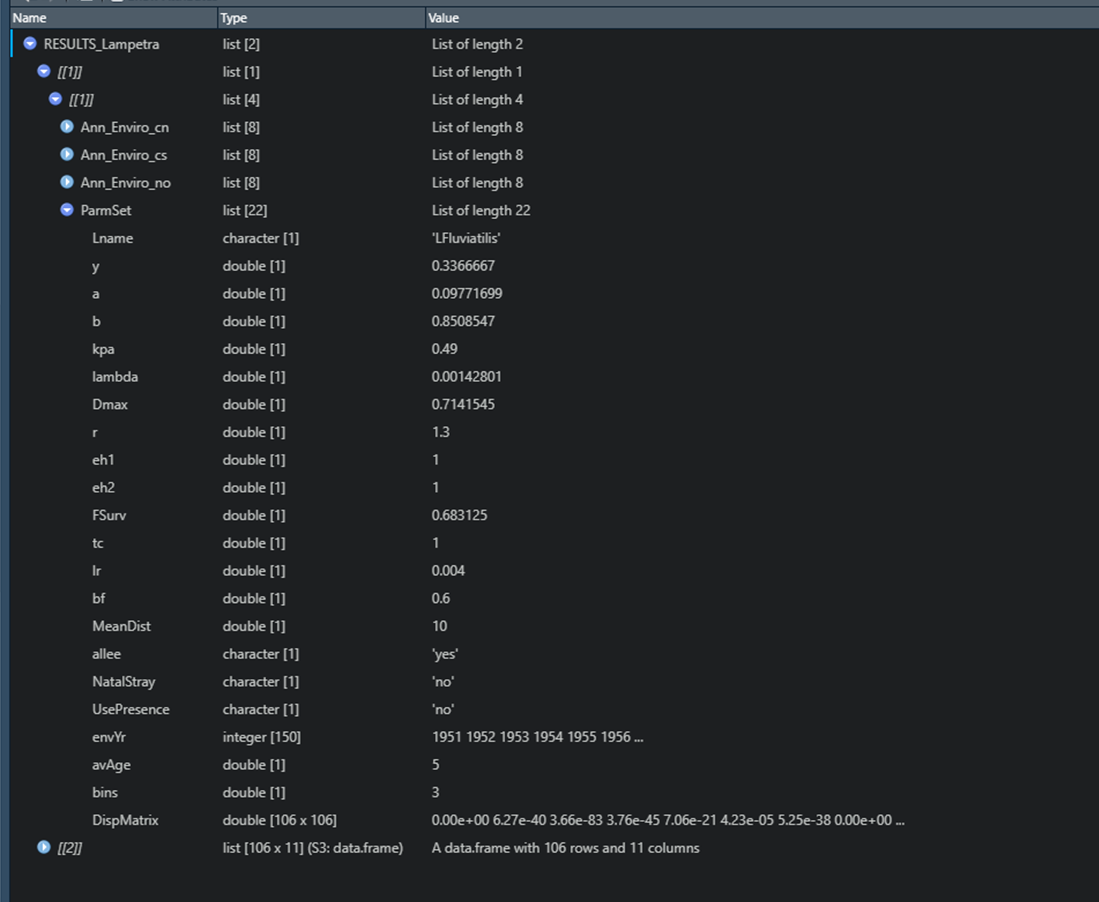 Name Type Value
RESULTS_Lampetra list [2] List of length 2
[[1]] list [1] List of length 1
[[1]] list [4] List of length 4
Ann_Enviro_cn list [8] List of length 8
Ann_Enviro_cs list [8] List of length 8
Ann_Enviro_no list [8] List of length 8
ParmSet list [22] List of length 22
Lname character [1] 'LFluviatilis'
y double [1] 0.3366667
a double [1] 0.09771699
b double [1] 0.8508547
kpa double [1] 0.49
lambda double [1] 0.00142801
Dmax double [1] 0.7141545
r double [1] 1.3
eh1 double [1] 1
eh2 double [1] 1
FSurv double [1] 0.683125
tc double [1] 1
lr double [1] 0.004
bf double [1] 0.6
MeanDist double [1] 10
allee character [1] 'yes'
NatalStray character [1] 'no'
UsePresence character [1] 'no'
envYr integer [150] 1951 1952 1953 1954 1955 1956 ...
avAge double [1] 5
bins double [1] 3
DispMatrix double [106 x 106] 0.00e+00 6.27e-40 3.66e-83 3.76e-45 7.06e-21 4.23e-05 5.25e-38 0.00e+00 ...
[[2]] list [106 x 11] (S3: data.frame) A data.frame with 106 rows and 11 columns